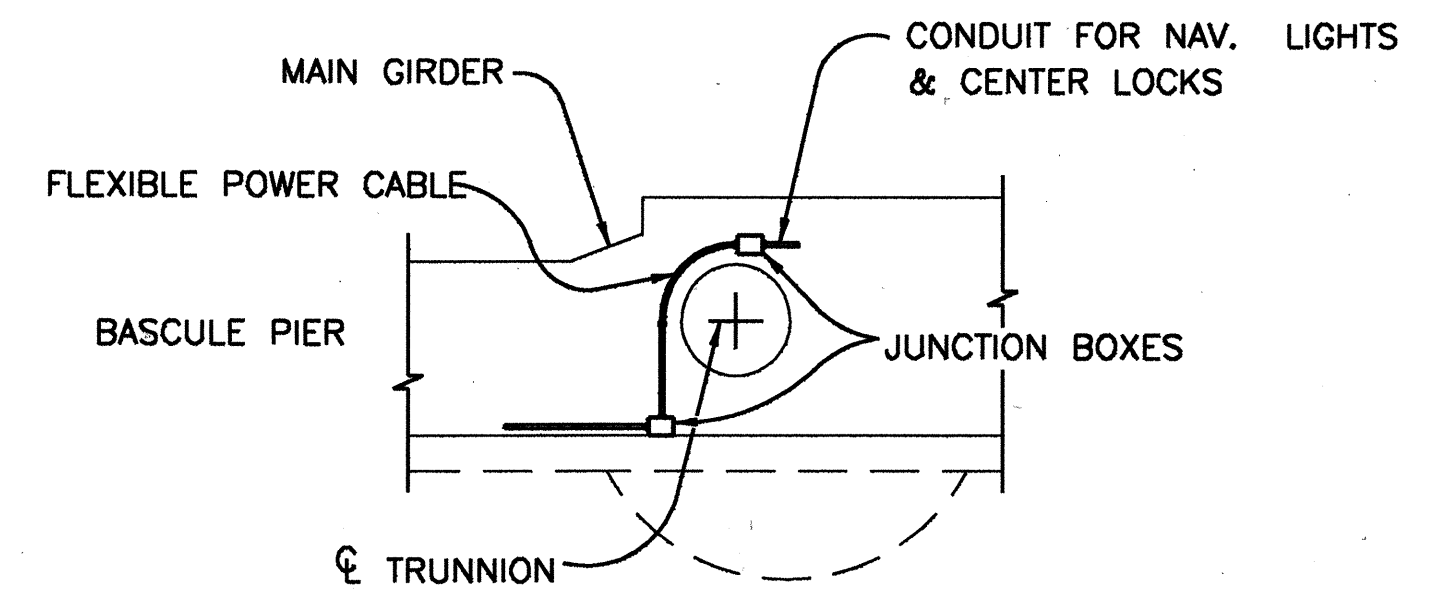 CONDUIT FOR NAV. LIGHTS
& CENTER LOCKS
MAIN GIRDER
FLEXIBLE POWER CABLE
BASCULE PIER
JUNCTION BOXES
℄ TRUNNION